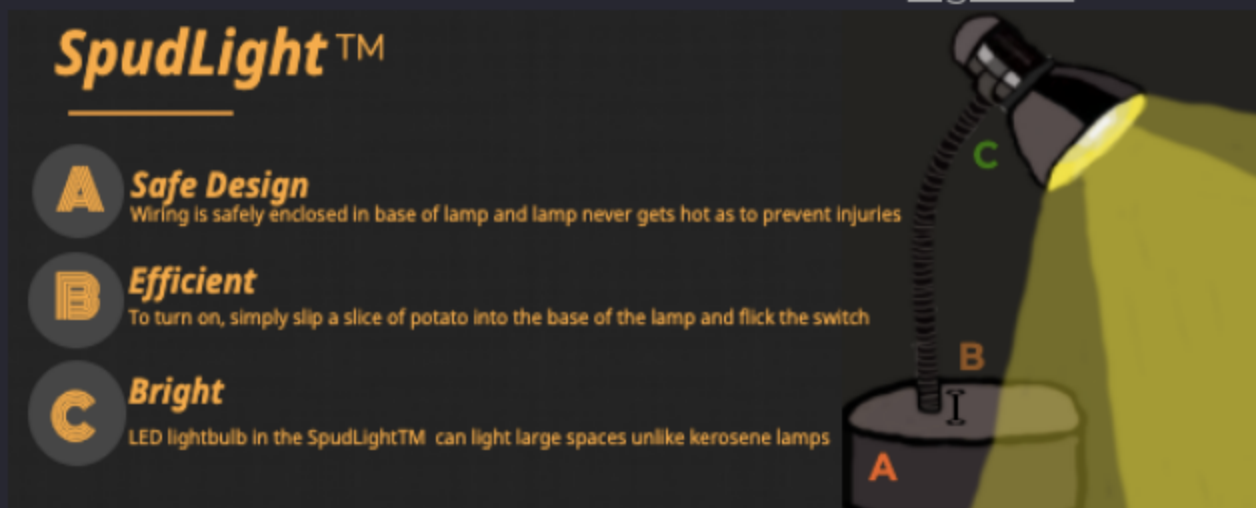 SpudLight™
A
Safe Design
Wiring is safely enclosed in base of lamp and lamp never gets hot as to prevent injuries
B
Efficient
To turn on, simply slip a slice of potato into the base of the lamp and flick the switch
C
Bright
LED lightbulb in the SpudLightTM can light large spaces unlike kerosene lamps
C
B
A